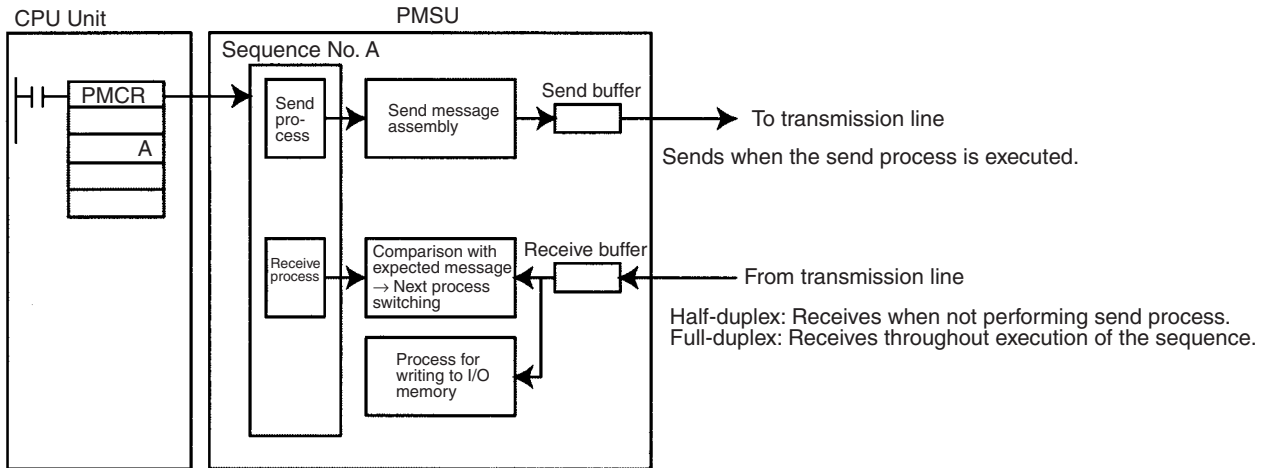 CPU Unit
PMSU
Sequence No. A
PMCR
A
Send
pro-
cess
Send message
assembly
Send buffer
To transmission line
Sends when the send process is executed.
Receive
process
Comparison with
expected message
→ Next process
switching
Receive buffer
From transmission line
Half-duplex: Receives when not performing send process.
Full-duplex: Receives throughout execution of the sequence.
Process for
writing to I/O
memory